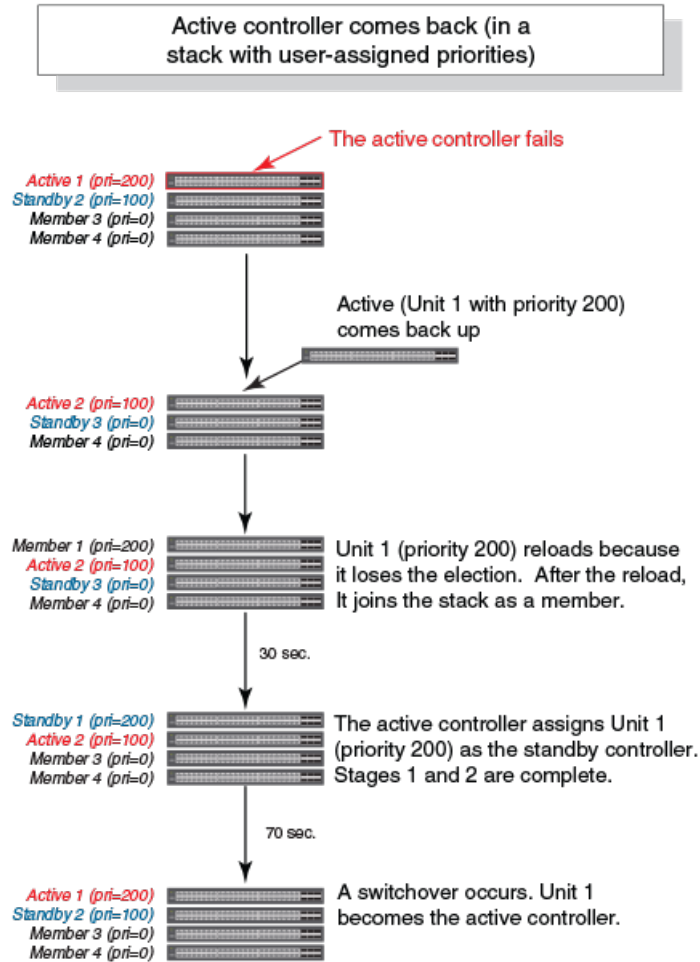 Active controller comes back (in a
stack with user-assigned priorities)
The active controller fails
Active 1 (pri=200)
Standby 2 (pri=100)
Member 3 (pri=0)
Member 4 (pri=0)
Active (Unit 1 with priority 200)
comes back up
Active 2 (pri=100)
Standby 3 (pri=0)
Member 4 (pri=0)
Member 1 (pri=200)
Active 2 (pri=100)
Standby 3 (pri=0)
Member 4 (pri=0)
Unit 1 (priority 200) reloads because
it loses the election. After the reload,
It joins the stack as a member.
30 sec.
Standby 1 (pri=200)
Active 2 (pri=100)
Member 3 (pri=0)
Member 4 (pri=0)
The active controller assigns Unit 1
(priority 200) as the standby controller.
Stages 1 and 2 are complete.
70 sec.
Active 1 (pri=200)
Standby 2 (pri=100)
Member 3 (pri=0)
Member 4 (pri=0)
A switchover occurs. Unit 1
becomes the active controller.